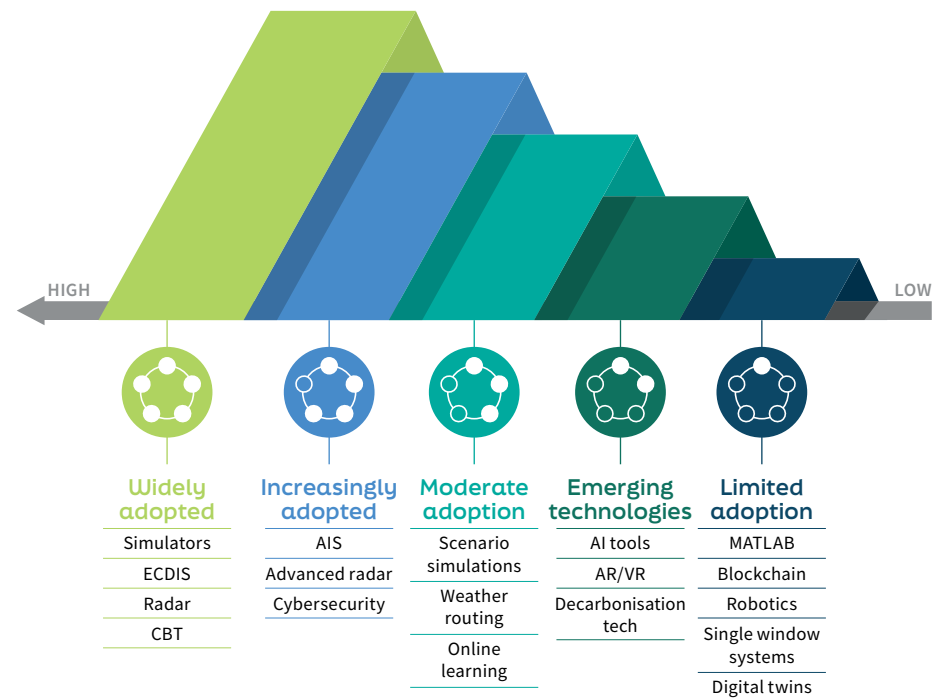 HIGH
LOW
Widely
adopted
Simulators
ECDIS
Radar
CBT
Increasingly
adopted
AIS
Advanced radar
Cybersecurity
Moderate
adoption
Scenario
simulations
Weather
routing
Online
learning
Emerging
technologies
AI tools
AR/VR
Decarbonisation
tech
Limited
adoption
MATLAB
Blockchain
Robotics
Single window
systems
Digital twins